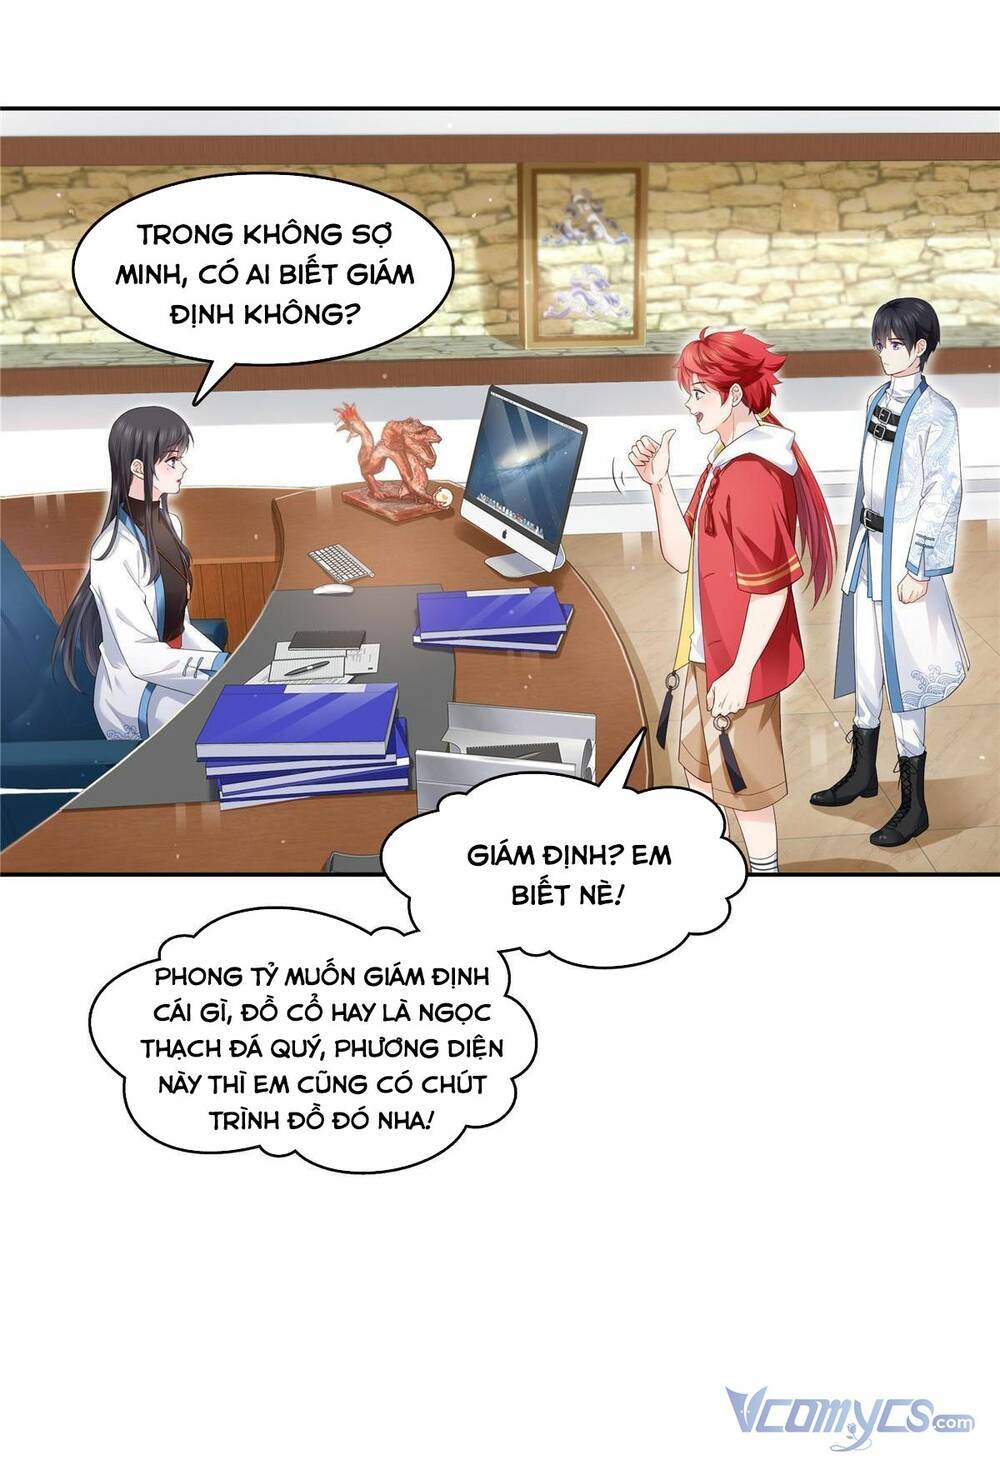 TRONG KHÔNG SỢ
MINH, CÓ AI BIẾT GIÁM
ĐỊNH KHÔNG?
GIÁM ĐỊNH? EM
BIẾT NÈ!
PHONG TỶ MUỐN GIÁM ĐỊNH
CÁI GÌ, ĐỒ CỔ HAY LÀ NGỌC
THẠCH ĐÁ QUÝ, PHƯƠNG DIỆN
NÀY THÌ EM CŨNG CÓ CHÚT
TRÌNH ĐỒ ĐÓ NHA!
VCOMYCS.com